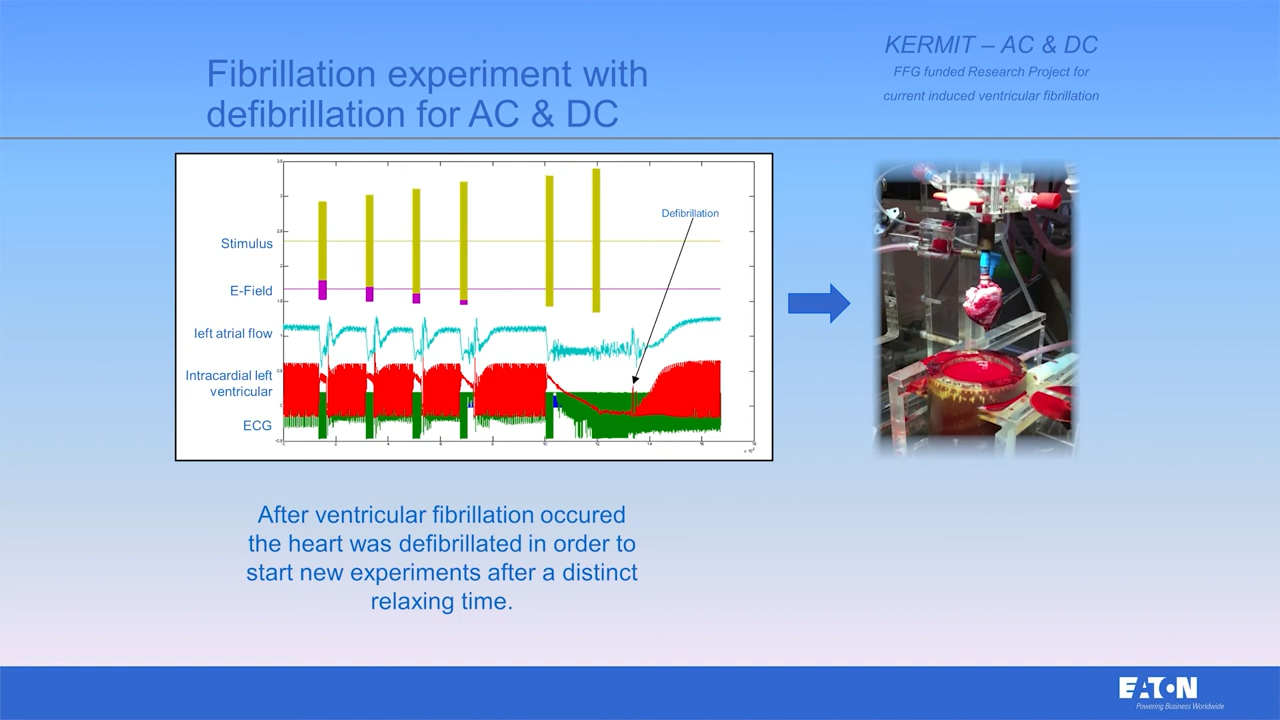 KERMIT – AC & DC
FFG funded Research Project for
current induced ventricular fibrillation
Fibrillation experiment with
defibrillation for AC & DC
Defibrillation
Stimulus
E-Field
left atrial flow
Intracardial left
ventricular
ECG
After ventricular fibrillation occured
the heart was defibrillated in order to
start new experiments after a distinct
relaxing time.
EATON
Powering Business Worldwide